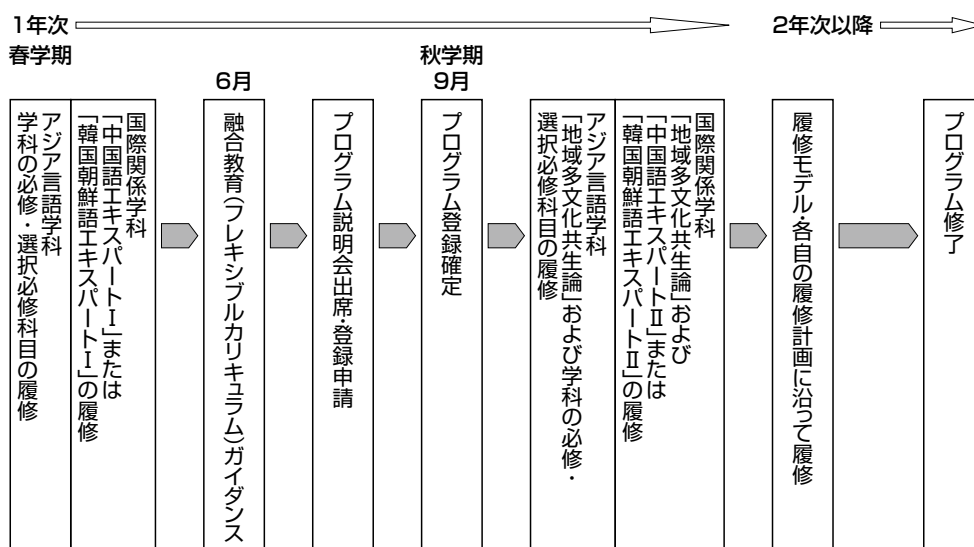 1年次
2年次以降
春学期
秋学期
6月
9月
国際関係学科
「中国語エキスパートⅠ」または
「韓国朝鮮語エキスパートⅠ」の履修
アジア言語学科
学科の必修・選択必修科目の履修
融合教育（フレキシブルカリキュラム）ガイダンス
プログラム説明会出席・登録申請
プログラム登録確定
国際関係学科
「地域多文化共生論」および
「中国語エキスパートⅡ」または
「韓国朝鮮語エキスパートⅡ」の履修
アジア言語学科
「地域多文化共生論」および学科の必修・
選択必修科目の履修
履修モデル・各自の履修計画に沿って履修
プログラム修了